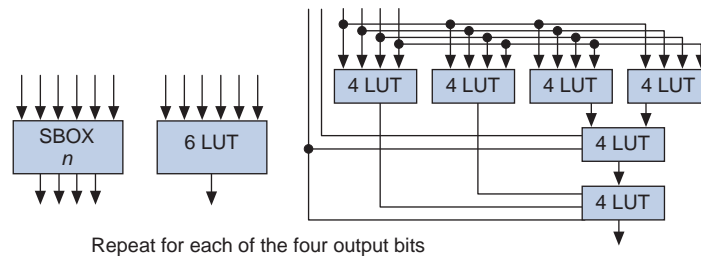 4 LUT 4 LUT 4 LUT 4 LUT
SBOX
n
6 LUT
4 LUT
4 LUT
Repeat for each of the four output bits